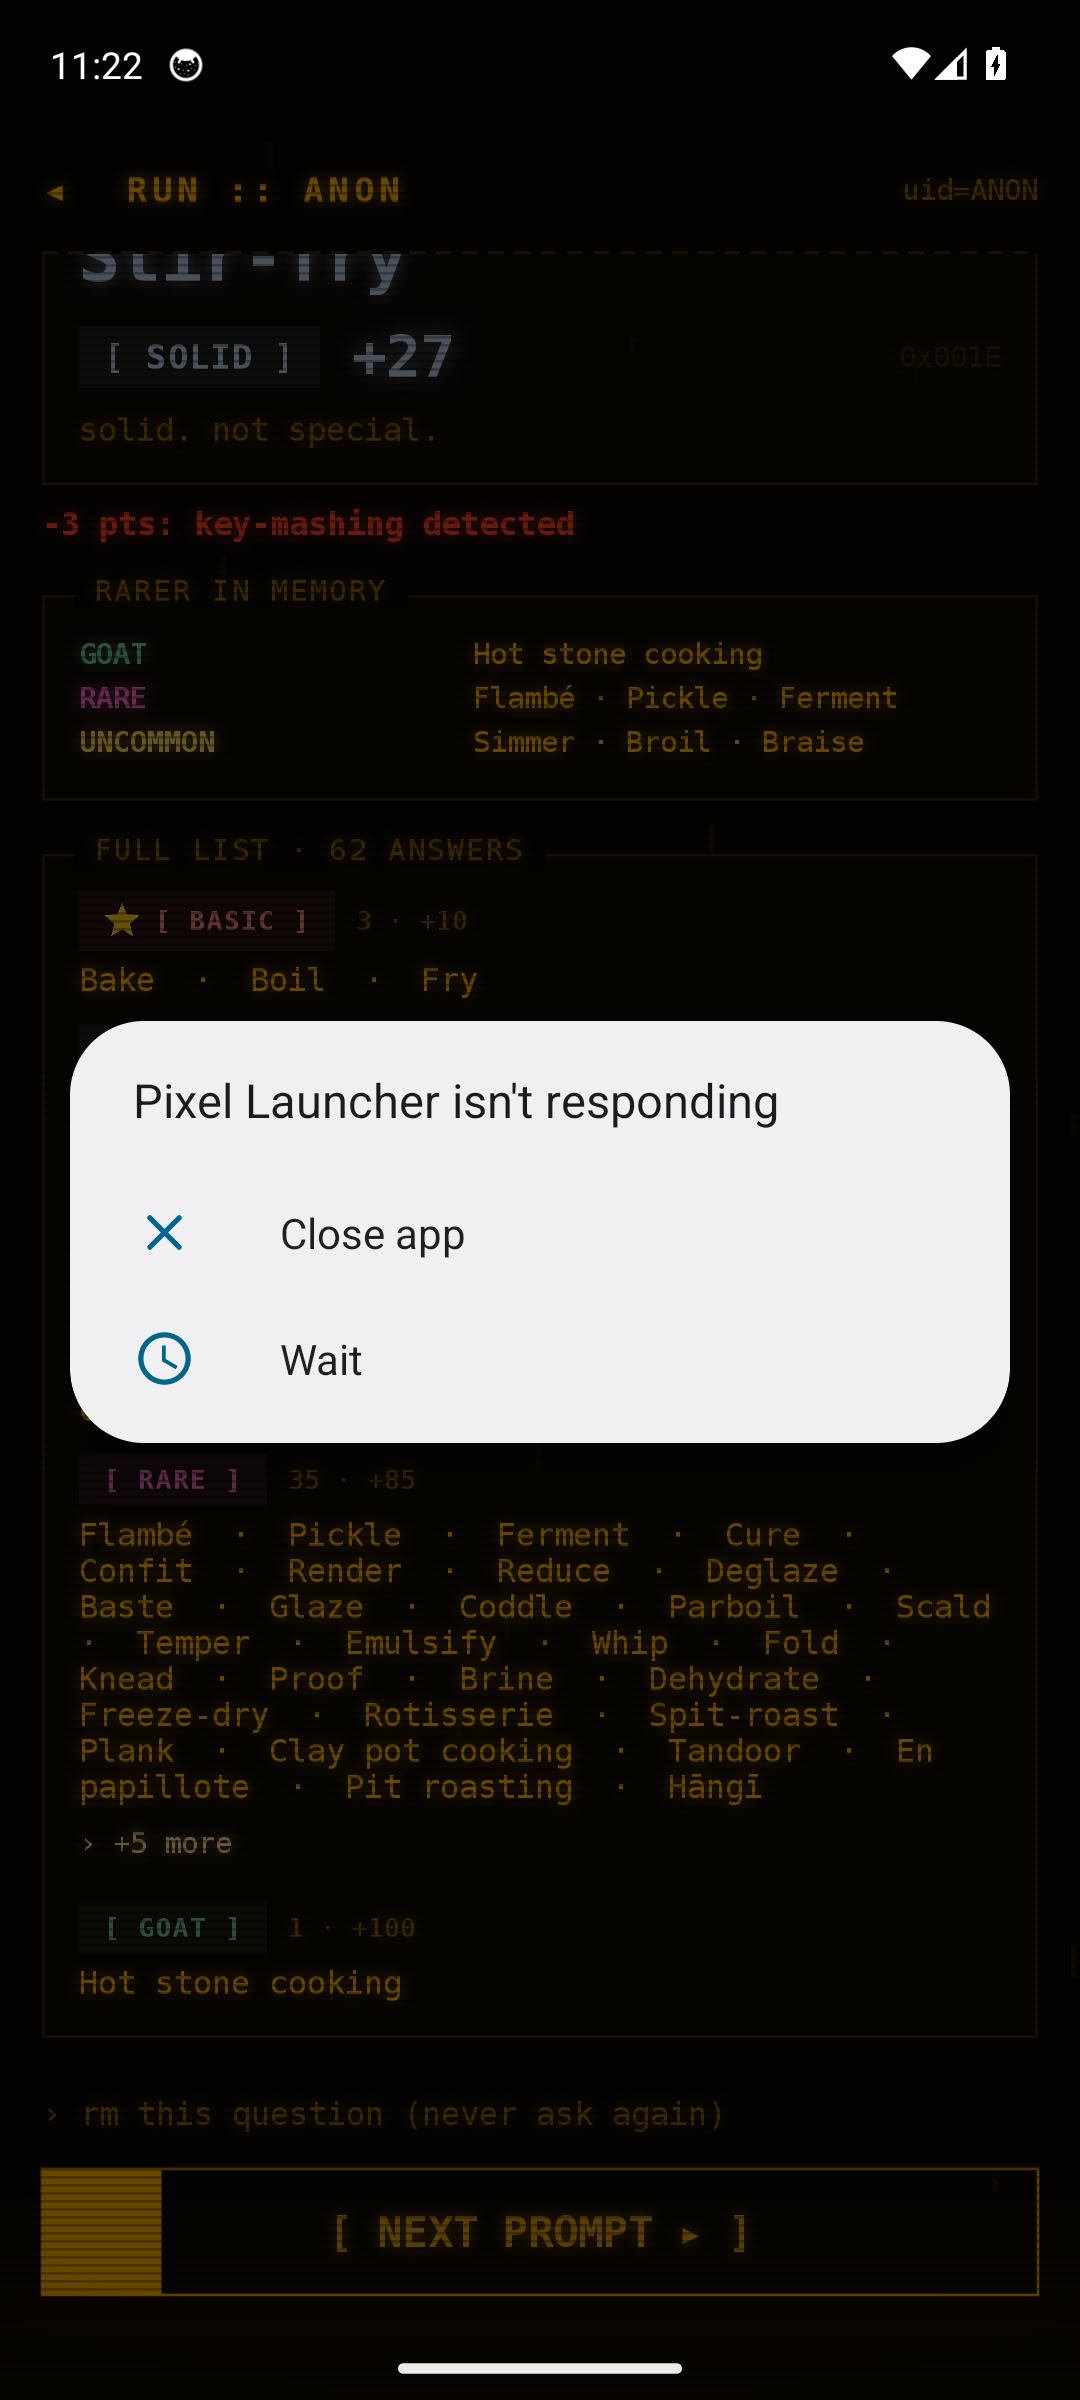 11:22
◂ RUN :: ANON uid=ANON
Stir-fry
[ SOLID ] +27 0x001E
solid. not special.
-3 pts: key-mashing detected
RARER IN MEMORY
GOAT Hot stone cooking
RARE Flambé · Pickle · Ferment
UNCOMMON Simmer · Broil · Braise
FULL LIST · 62 ANSWERS
[ BASIC ] 3 · +10
Bake · Boil · Fry
Pixel Launcher isn't responding
Close app
Wait
[ RARE ] 35 · +85
Flambé · Pickle · Ferment · Cure ·
Confit · Render · Reduce · Deglaze ·
Baste · Glaze · Coddle · Parboil · Scald
· Temper · Emulsify · Whip · Fold ·
Knead · Proof · Brine · Dehydrate ·
Freeze-dry · Rotisserie · Spit-roast ·
Plank · Clay pot cooking · Tandoor · En
papillote · Pit roasting · Hāngī
› +5 more
[ GOAT ] 1 · +100
Hot stone cooking
› rm this question (never ask again)
[ NEXT PROMPT ▸ ]